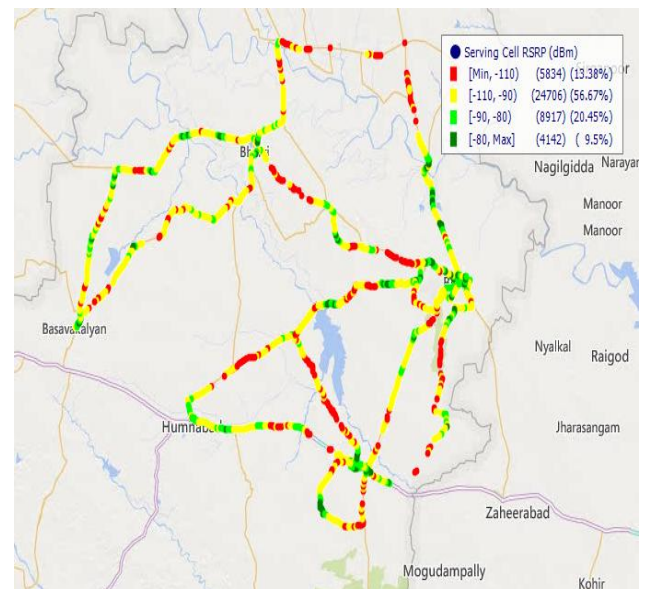 Serving Cell RSRP (dBm)
[Min, -110) (5834) (13.38%)
[-110, -90) (24706) (56.67%)
[-90, -80) (8917) (20.45%)
[-80, Max] (4142) ( 9.5%)
Nagilgidda
Narayan
Manoor
Manoor
Basavakalyan
Nyalkal
Raigod
Humnabad
Jharasangam
Zaheerabad
Mogudampally
Kohir